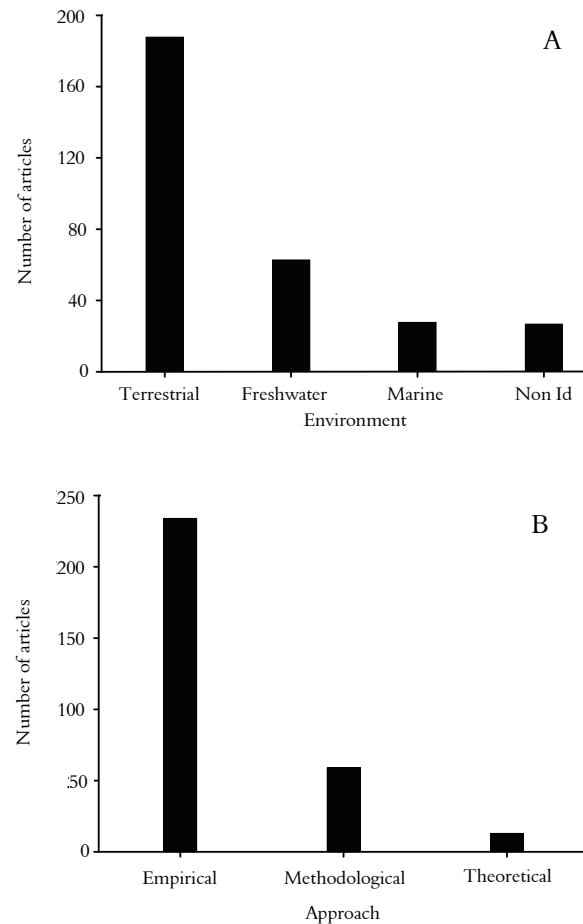 A
200
160
120
80
40
0
Number of articles
Terrestrial Freshwater Marine Non Id
Environment
B
250
200
150
100
50
0
Number of articles
Empirical Methodological Theoretical
Approach